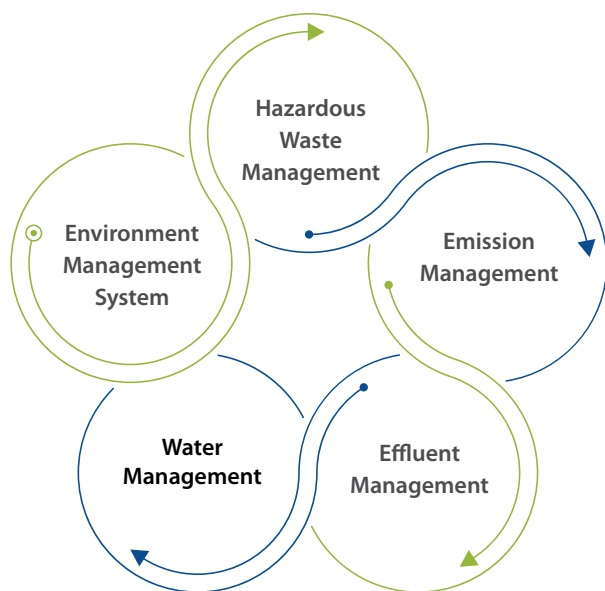 Hazardous
Waste
Management
Environment
Management
System
Emission
Management
Water
Management
Effluent
Management